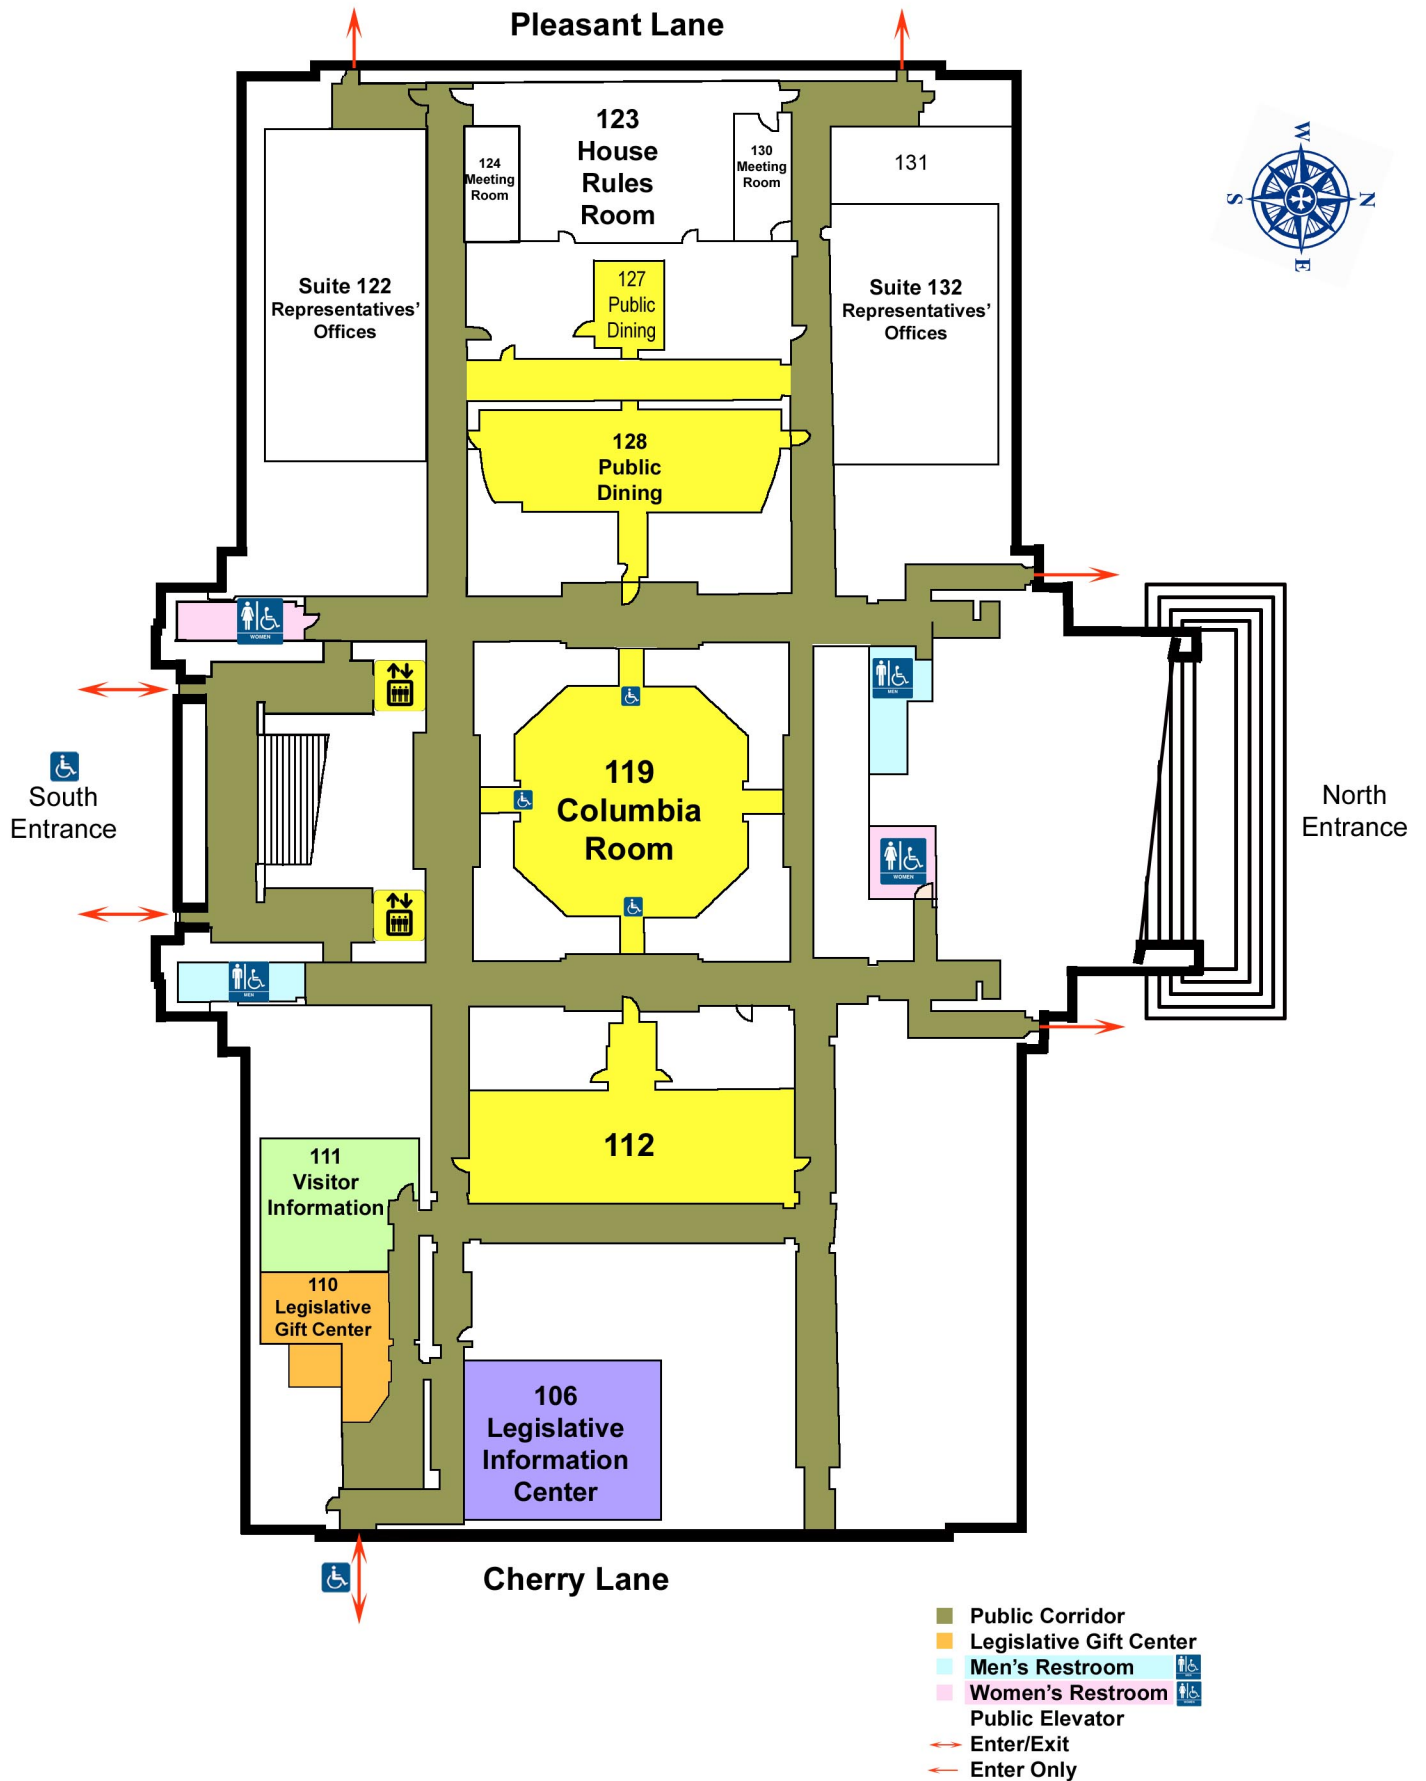 Pleasant Lane
123
House
Rules
Room
124
Meeting
Room
130
Meeting
Room
131
W
N
S
E
Suite 122
Representatives’
Offices
127
Public
Dining
Suite 132
Representatives’
Offices
128
Public
Dining
WOMEN
MEN
119
Columbia
Room
South
Entrance
North
Entrance
WOMEN
MEN
112
111
Visitor
Information
110
Legislative
Gift Center
106
Legislative
Information
Center
Cherry Lane
Public Corridor
Legislative Gift Center
Men’s Restroom
MEN
Women’s Restroom
WOMEN
Public Elevator
Enter/Exit
Enter Only